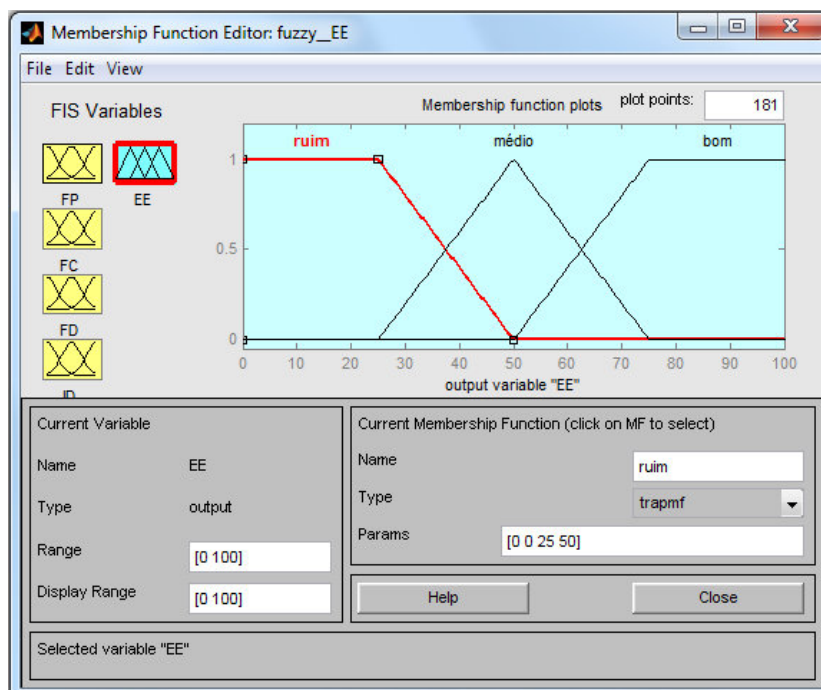 Membership Function Editor: fuzzy__EE
File Edit View
FIS Variables
Membership function plots
plot points:
181
FP
EE
FC
FD
ruim
médio
bom
1
0.5
0
0 10 20 30 40 50 60 70 80 90 100
output variable "EE"
Current Variable
Name EE
Type output
Range [0 100]
Display Range [0 100]
Current Membership Function (click on MF to select)
Name ruim
Type trapmf
Params [0 0 25 50]
Help
Close
Selected variable "EE"